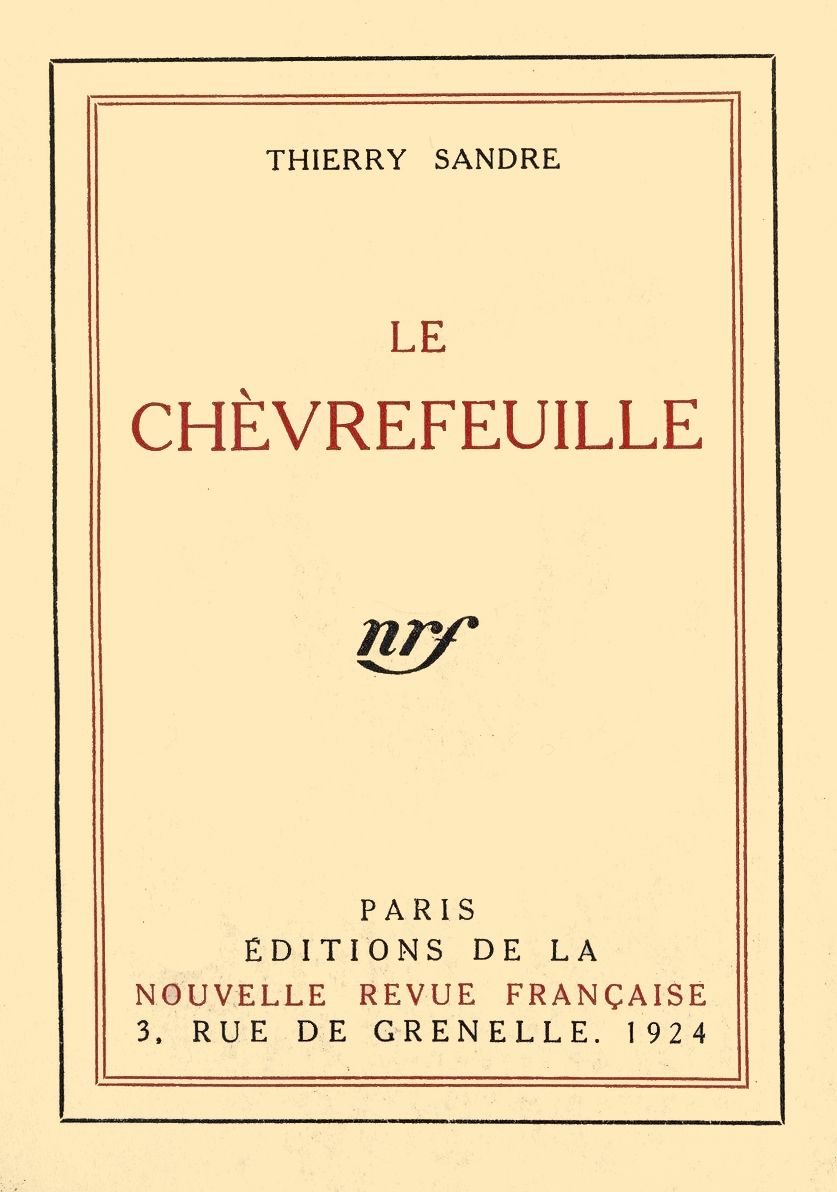 THIERRY SANDRE
LE
CHÈVREFEUILLE
nrf
PARIS
ÉDITIONS DE LA
NOUVELLE REVUE FRANÇAISE
3, RUE DE GRENELLE. 1924